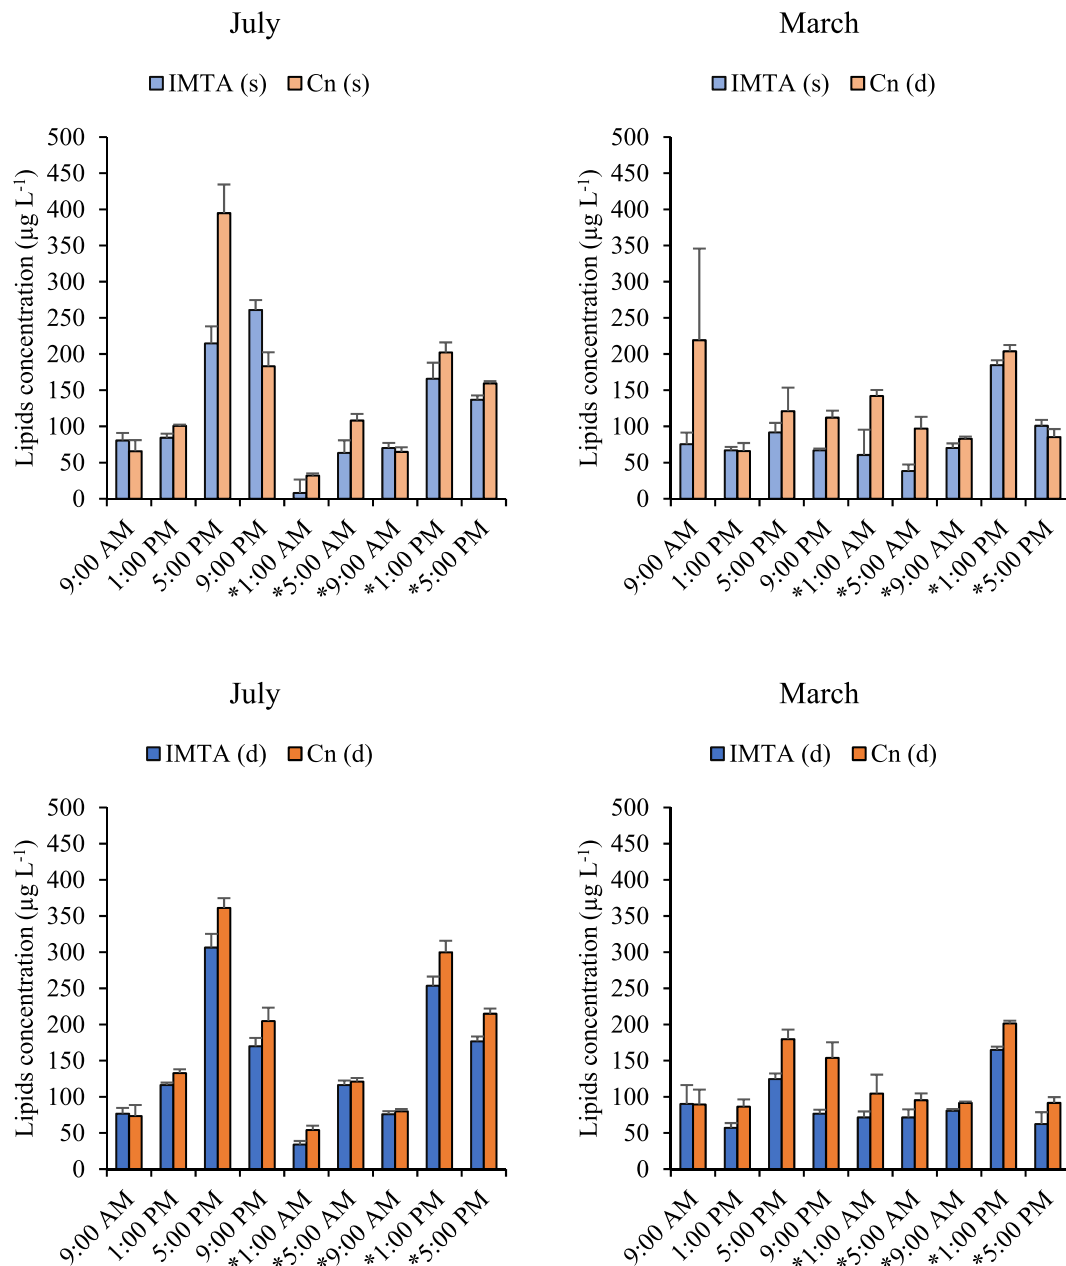 July
IMTA (s) Cn (s)
Lipids concentration (µg L-1)
500
450
400
350
300
250
200
150
100
50
0
9:00 AM
1:00 PM
5:00 PM
9:00 PM
*1:00 AM
*5:00 AM
*9:00 AM
*1:00 PM
*5:00 PM
March
IMTA (s) Cn (d)
Lipids concentration (µg L-1)
500
450
400
350
300
250
200
150
100
50
0
9:00 AM
1:00 PM
5:00 PM
9:00 PM
*1:00 AM
*5:00 AM
*9:00 AM
*1:00 PM
*5:00 PM
July
IMTA (d) Cn (d)
Lipids concentration (µg L-1)
500
450
400
350
300
250
200
150
100
50
0
9:00 AM
1:00 PM
5:00 PM
9:00 PM
*1:00 AM
*5:00 AM
*9:00 AM
*1:00 PM
*5:00 PM
March
IMTA (d) Cn (d)
Lipids concentration (µg L-1)
500
450
400
350
300
250
200
150
100
50
0
9:00 AM
1:00 PM
5:00 PM
9:00 PM
*1:00 AM
*5:00 AM
*9:00 AM
*1:00 PM
*5:00 PM